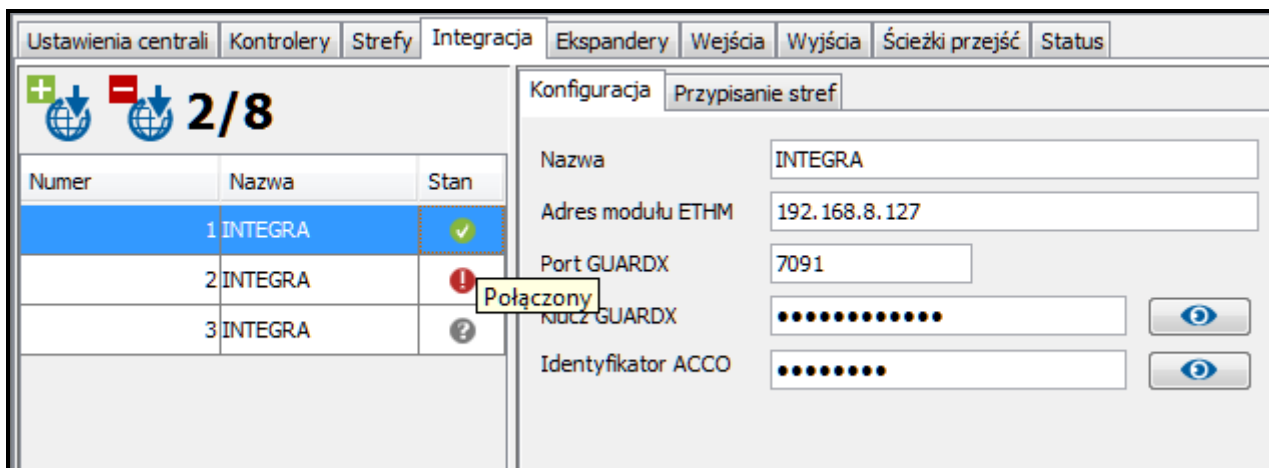 Ustawienia centrali Kontrolery Strefy Integracja Ekspandery Wejścia Wyjścia Ścieżki przejść Status
2/8
Numer Nazwa Stan
1 INTEGRA
2 INTEGRA
3 INTEGRA
Połączony
Konfiguracja Przypisanie stref
Nazwa INTEGRA
Adres modułu ETHM 192.168.8.127
Port GUARDX 7091
Klucz GUARDX ••••••••••••
Identyfikator ACCO ••••••••